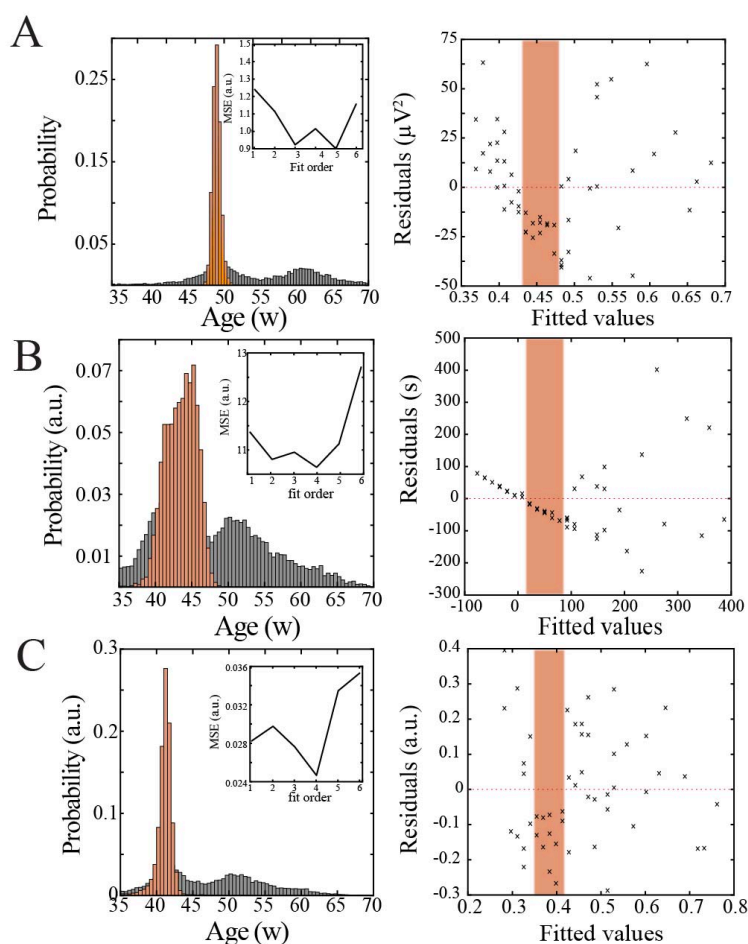 A
Probability
0.25
0.15
0.05
35 40 45 50 55 60 65 70
Age (w)
MSE (a.u.)
1.5
1.4
1.3
1.2
1.1
1.0
0.9
1 2 3 4 5 6
Fit order
Residuals (μV²)
75
50
25
0
-25
-50
0.35 0.4 0.45 0.5 0.55 0.6 0.65 0.7
Fitted values
B
Probability (a.u.)
0.07
0.05
0.03
0.01
35 40 45 50 55 60 65 70
Age (w)
MSE (a.u.)
13
12
11
1 2 3 4 5 6
fit order
Residuals (s)
500
400
300
200
100
0
-100
-200
-300
-100 0 100 200 300 400
Fitted values
C
Probability (a.u.)
0.3
0.2
0.1
0
35 40 45 50 55 60 65 70
Age (w)
MSE (a.u.)
0.036
0.032
0.028
0.024
1 2 3 4 5 6
fit order
Residuals (a.u.)
0.4
0.3
0.2
0.1
0
-0.1
-0.2
-0.3
0.2 0.3 0.4 0.5 0.6 0.7 0.8
Fitted values